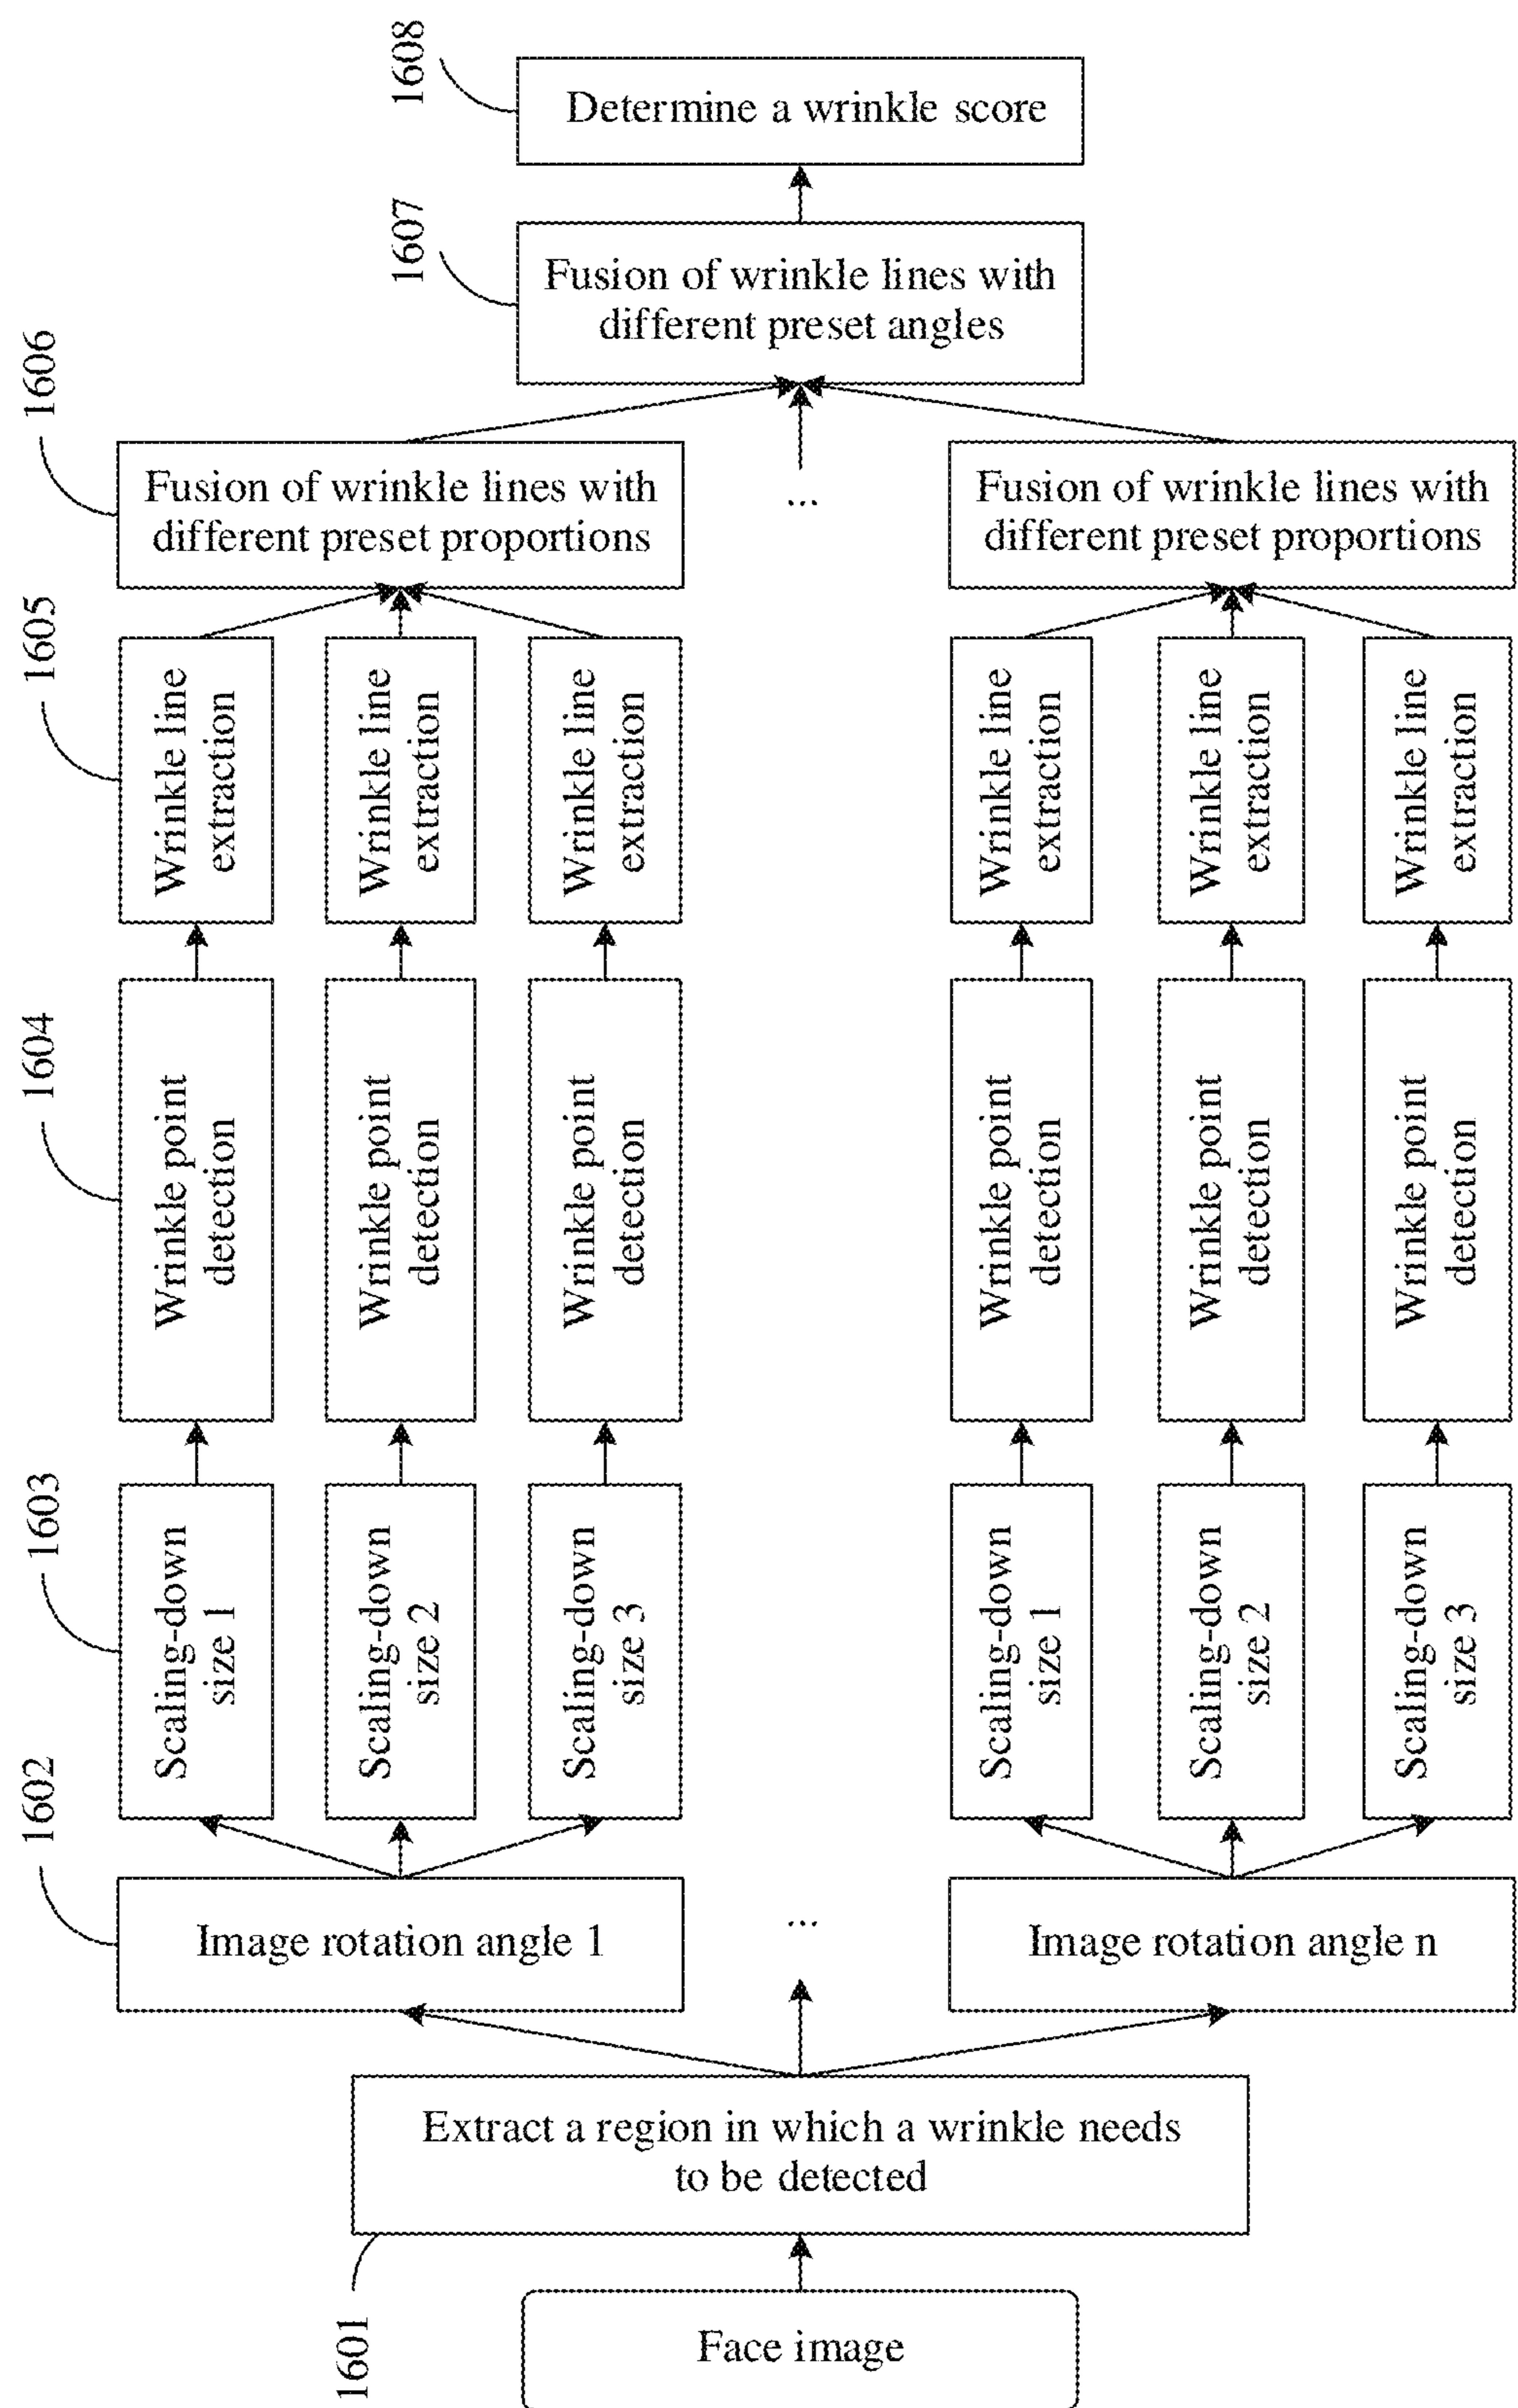 1608
Determine a wrinkle score
1607
Fusion of wrinkle lines with
different preset angles
1606
Fusion of wrinkle lines with
different preset proportions
...
Fusion of wrinkle lines with
different preset proportions
1605
Wrinkle line
extraction
Wrinkle line
extraction
Wrinkle line
extraction
Wrinkle line
extraction
Wrinkle line
extraction
Wrinkle line
extraction
1604
Wrinkle point
detection
Wrinkle point
detection
Wrinkle point
detection
Wrinkle point
detection
Wrinkle point
detection
Wrinkle point
detection
1603
Scaling-down
size 1
Scaling-down
size 2
Scaling-down
size 3
Scaling-down
size 1
Scaling-down
size 2
Scaling-down
size 3
1602
Image rotation angle 1
...
Image rotation angle n
Extract a region in which a wrinkle needs
to be detected
1601
Face image